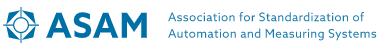 ASAM
Association for Standardization of
Automation and Measuring Systems